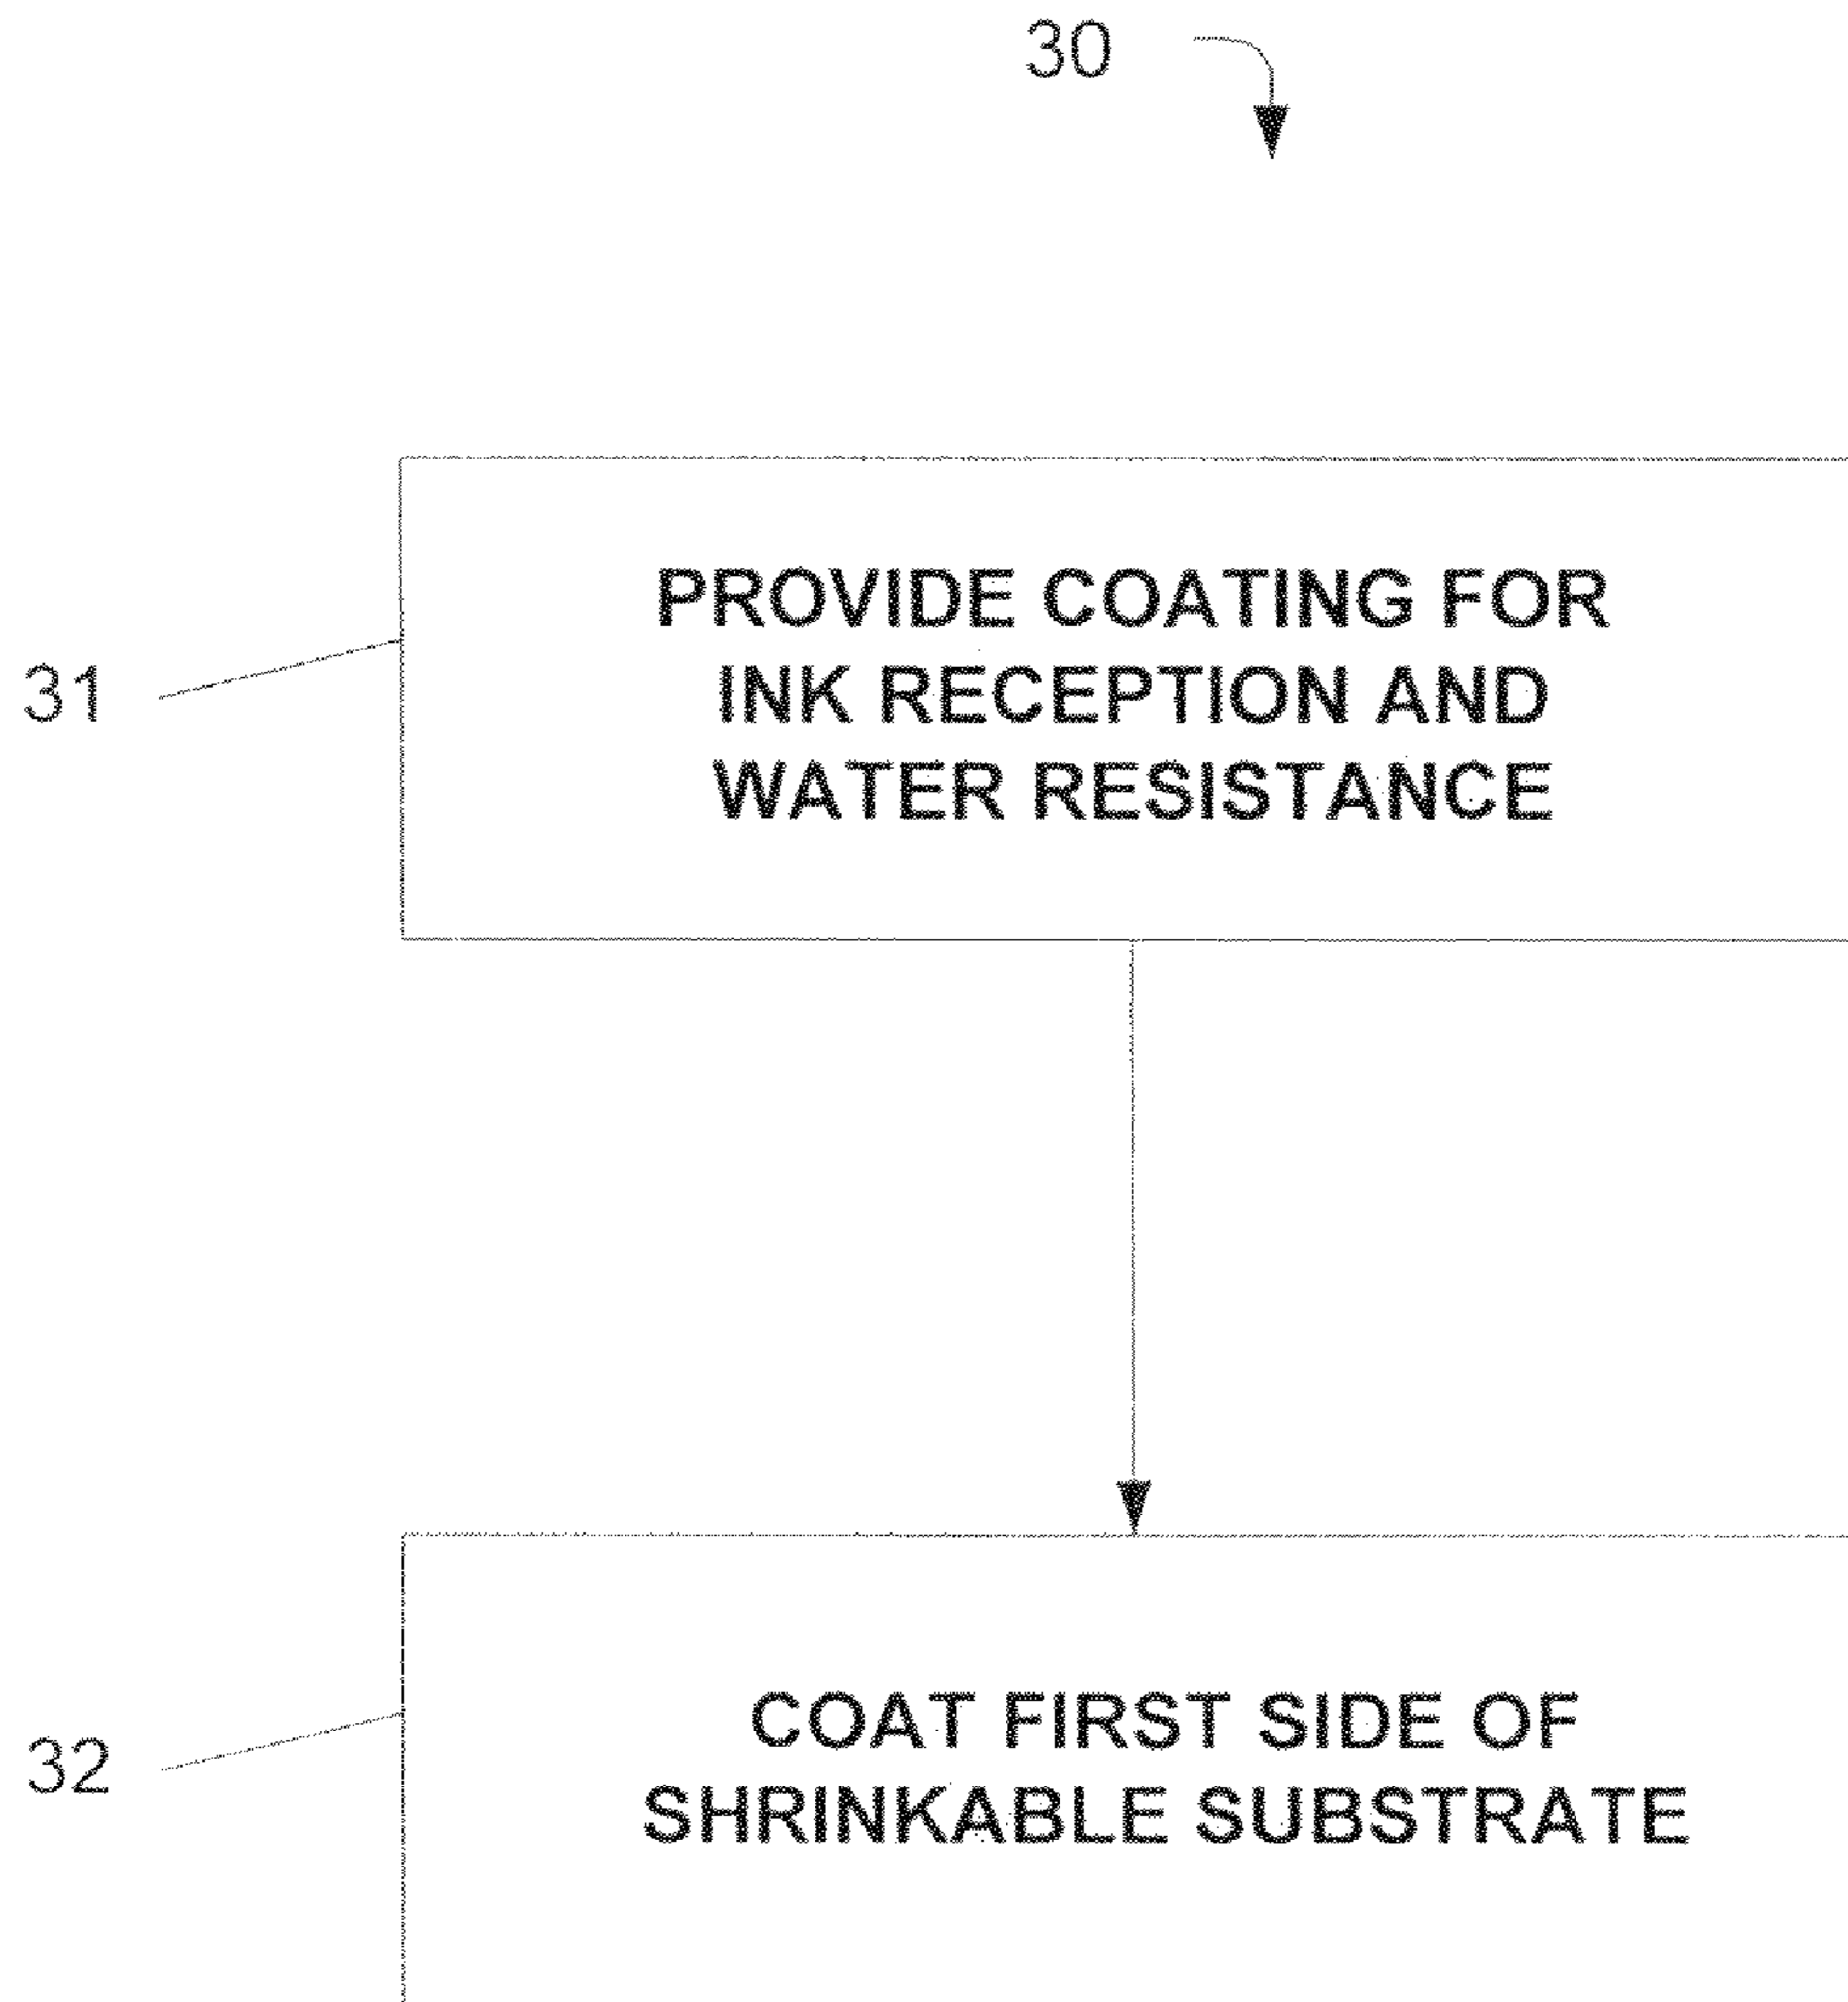 30
31
PROVIDE COATING FOR
INK RECEPTION AND
WATER RESISTANCE
32
COAT FIRST SIDE OF
SHRINKABLE SUBSTRATE